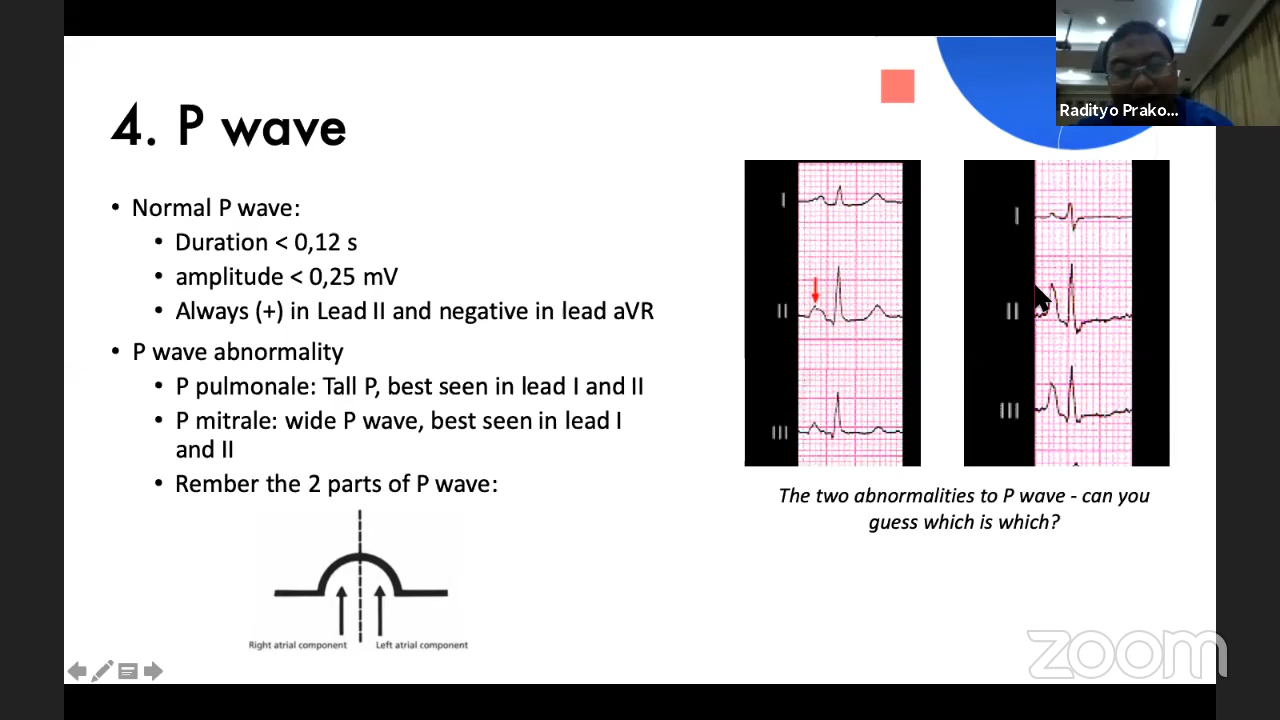 Radityo Prako...
4. P wave
• Normal P wave:
• Duration < 0,12 s
• amplitude < 0,25 mV
• Always (+) in Lead II and negative in lead aVR
• P wave abnormality
• P pulmonale: Tall P, best seen in lead I and II
• P mitrale: wide P wave, best seen in lead I
and II
• Rember the 2 parts of P wave:
Right atrial component
Left atrial component
I
II
III
I
II
III
The two abnormalities to P wave - can you
guess which is which?
zoom